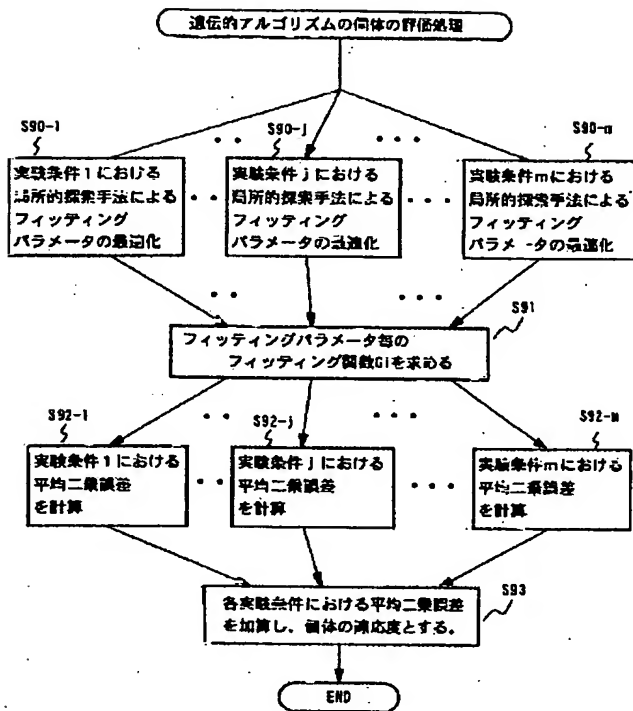 遺伝的アルゴリズムの個体の評価処理
S90-1
S90-j
S90-m
実験条件1における
局所的探索手法による
フィッティング
パラメータの最適化
実験条件jにおける
局所的探索手法による
フィッティング
パラメータの最適化
実験条件mにおける
局所的探索手法による
フィッティング
パラメータの最適化
S91
フィッティングパラメータ毎の
フィッティング関数Giを求める
S92-1
S92-j
S92-m
実験条件1における
平均二乗誤差
を計算
実験条件jにおける
平均二乗誤差
を計算
実験条件mにおける
平均二乗誤差
を計算
S93
各実験条件における平均二乗誤差
を加算し、個体の適応度とする。
END